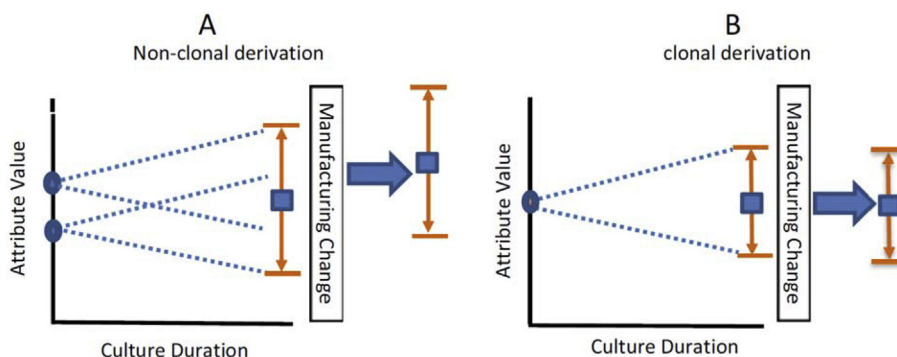 A
Non-clonal derivation
Attribute Value
Manufacturing Change
Culture Duration
B
clonal derivation
Attribute Value
Manufacturing Change
Culture Duration